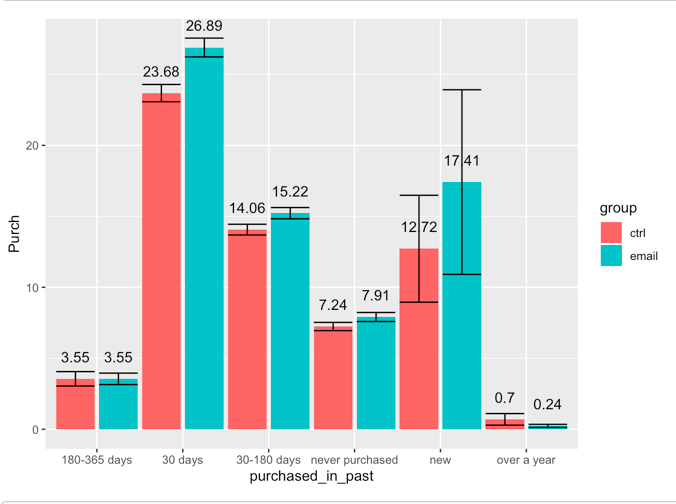 26.89
23.68
20
17.41
15.22
14.06
12.72
10
7.91
7.24
3.55
3.55
0.7
0.24
0
Purch
180-365 days
30 days
30-180 days
never purchased
new
over a year
purchased_in_past
group
ctrl
email